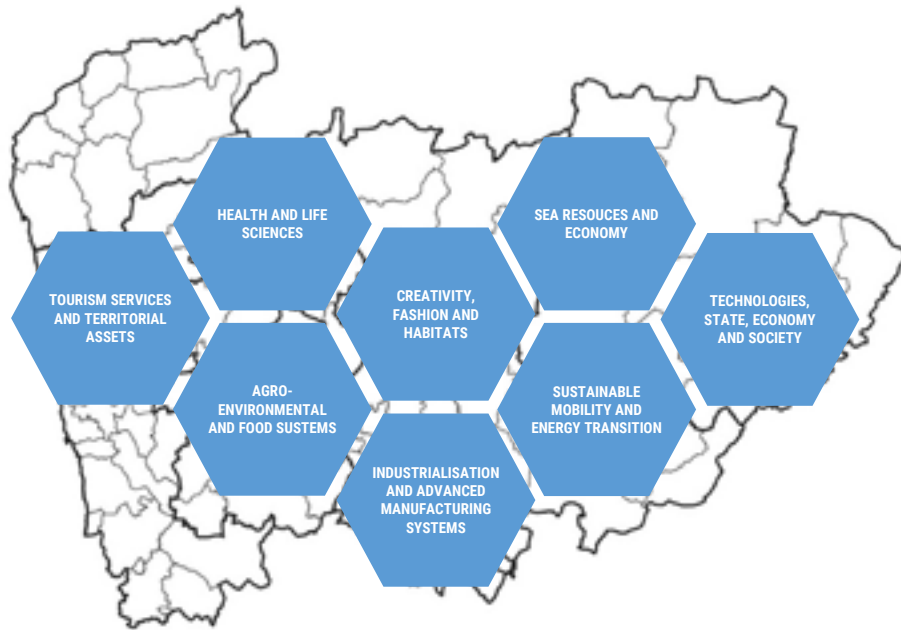 HEALTH AND LIFE
SCIENCES
SEA RESOUCES AND
ECONOMY
TOURISM SERVICES
AND TERRITORIAL
ASSETS
CREATIVITY,
FASHION AND
HABITATS
TECHNOLOGIES,
STATE, ECONOMY
AND SOCIETY
AGRO-
ENVIRONMENTAL
AND FOOD SUSTEMS
SUSTAINABLE
MOBILITY AND
ENERGY TRANSITION
INDUSTRIALISATION
AND ADVANCED
MANUFACTURING
SYSTEMS